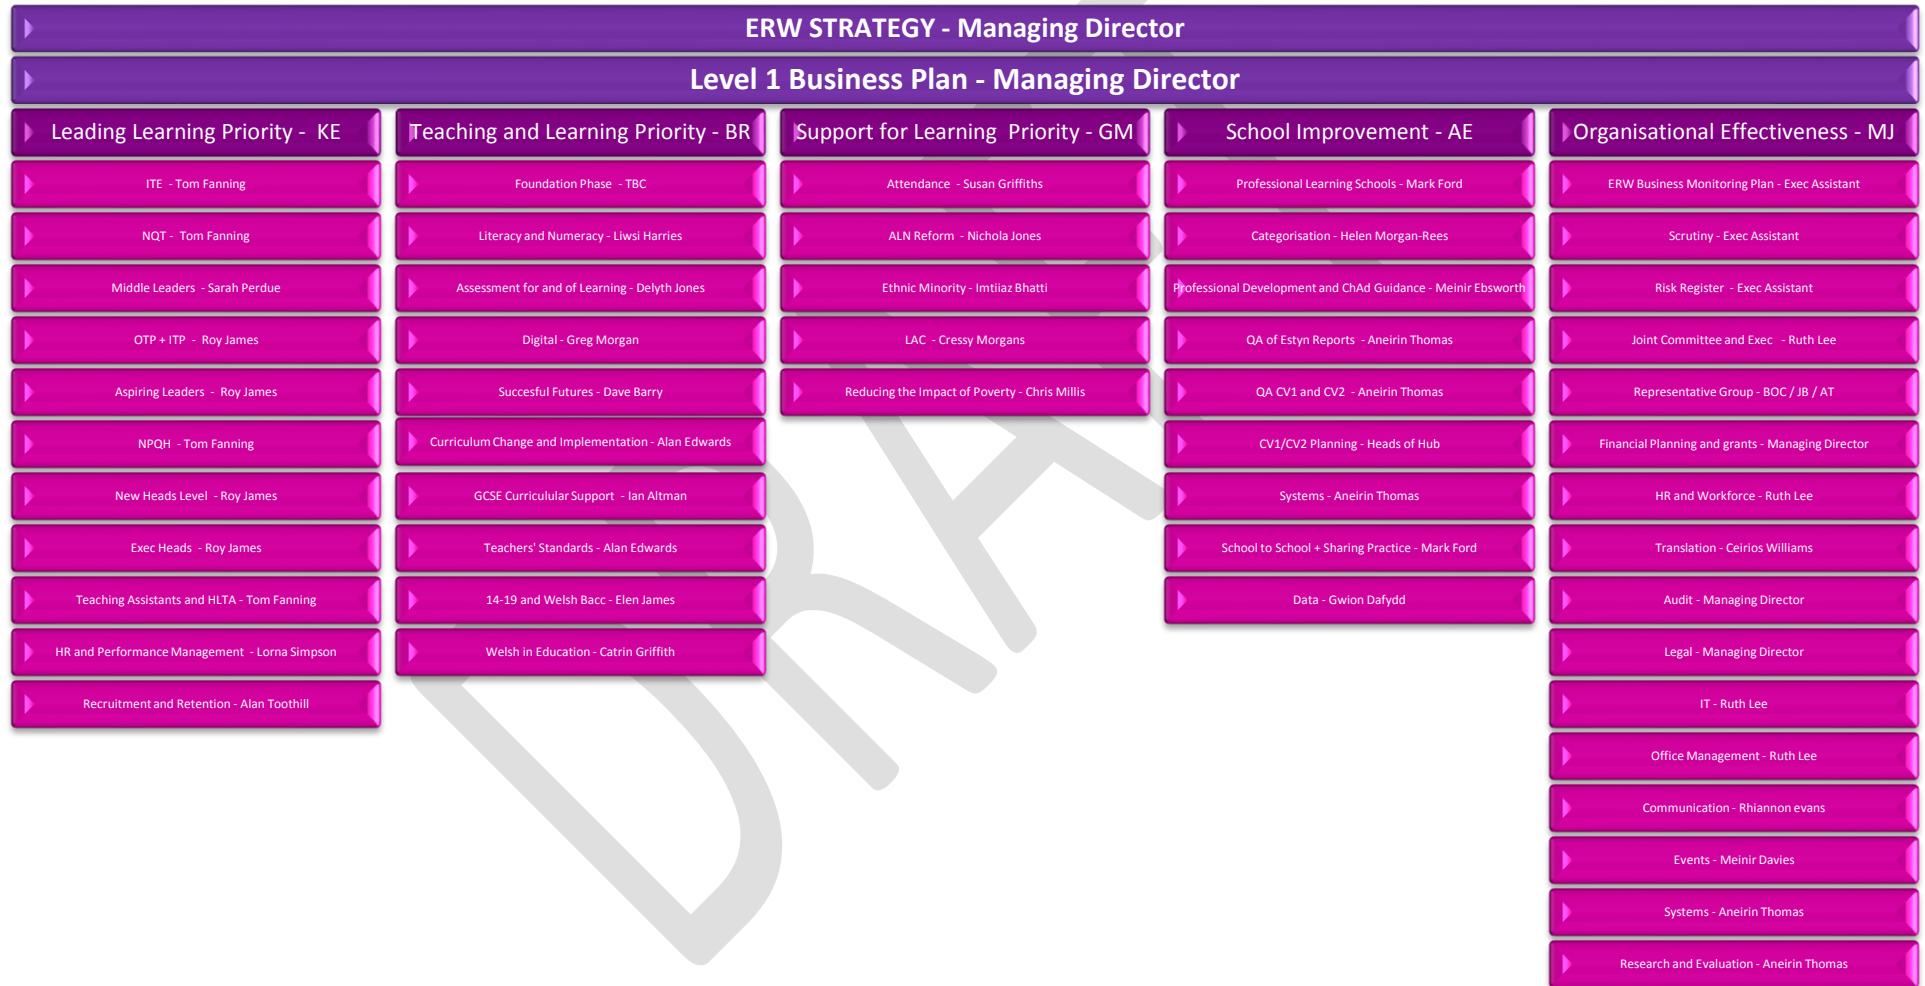 ERW STRATEGY - Managing Director
Level 1 Business Plan - Managing Director
Leading Learning Priority - KE
ITE - Tom Fanning
NQT - Tom Fanning
Middle Leaders - Sarah Perdue
OTP + ITP - Roy James
Aspiring Leaders - Roy James
NPQH - Tom Fanning
New Heads Level - Roy James
Exec Heads - Roy James
Teaching Assistants and HLTA - Tom Fanning
HR and Performance Management - Lorna Simpson
Recruitment and Retention - Alan Toothill
Teaching and Learning Priority - BR
Foundation Phase - TBC
Literacy and Numeracy - Liwsi Harries
Assessment for and of Learning - Delyth Jones
Digital - Greg Morgan
Succesful Futures - Dave Barry
Curriculum Change and Implementation - Alan Edwards
GCSE Curriculular Support - Ian Altman
Teachers' Standards - Alan Edwards
14-19 and Welsh Bacc - Elen James
Welsh in Education - Catrin Griffith
Support for Learning Priority - GM
Attendance - Susan Griffiths
ALN Reform - Nichola Jones
Ethnic Minority - Imtiiaz Bhatti
LAC - Cressy Morgans
Reducing the Impact of Poverty - Chris Millis
School Improvement - AE
Professional Learning Schools - Mark Ford
Categorisation - Helen Morgan-Rees
Professional Development and ChAd Guidance - Meinir Ebsworth
QA of Estyn Reports - Aneirin Thomas
QA CV1 and CV2 - Aneirin Thomas
CV1/CV2 Planning - Heads of Hub
Systems - Aneirin Thomas
School to School + Sharing Practice - Mark Ford
Data - Gwion Dafydd
Organisational Effectiveness - MJ
ERW Business Monitoring Plan - Exec Assistant
Scrutiny - Exec Assistant
Risk Register - Exec Assistant
Joint Committee and Exec - Ruth Lee
Representative Group - BOC / JB / AT
Financial Planning and grants - Managing Director
HR and Workforce - Ruth Lee
Translation - Ceirios Williams
Audit - Managing Director
Legal - Managing Director
IT - Ruth Lee
Office Management - Ruth Lee
Communication - Rhiannon evans
Events - Meinir Davies
Systems - Aneirin Thomas
Research and Evaluation - Aneirin Thomas